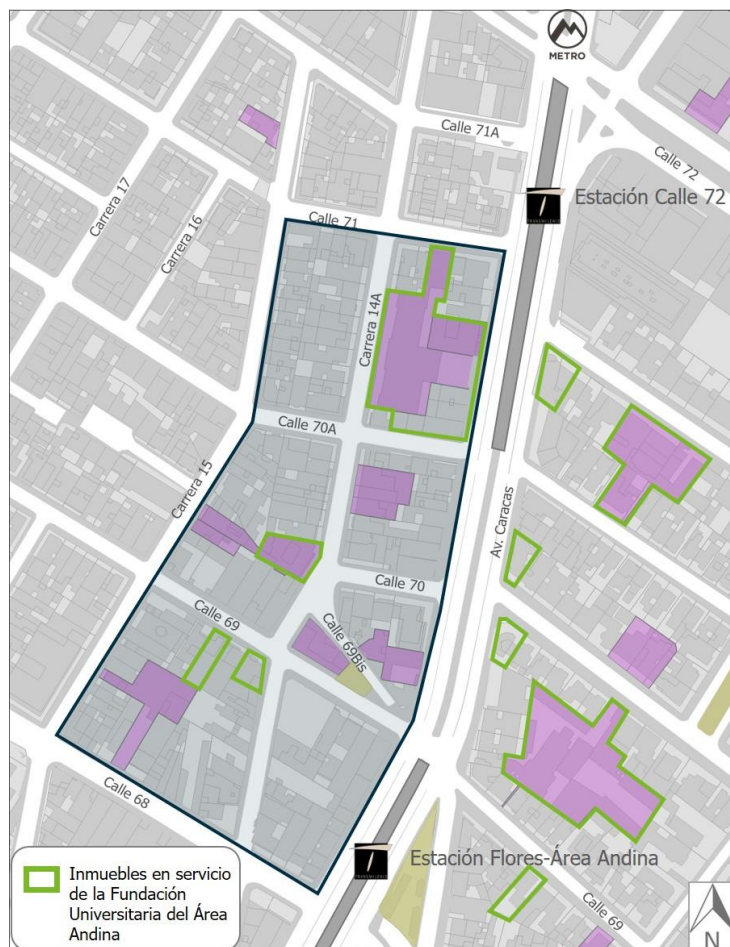 METRO
Calle 71A
Calle 72
Estación Calle 72
TRANSMILENIO
Carrera 17
Carrera 16
Calle 71
Carrera 14A
Calle 70A
Carrera 15
Av. Caracas
Calle 70
Calle 69
Calle 69Bis
Calle 68
Estación Flores-Área Andina
TRANSMILENIO
Calle 69
Inmuebles en servicio
de la Fundación
Universitaria del Área
Andina
N